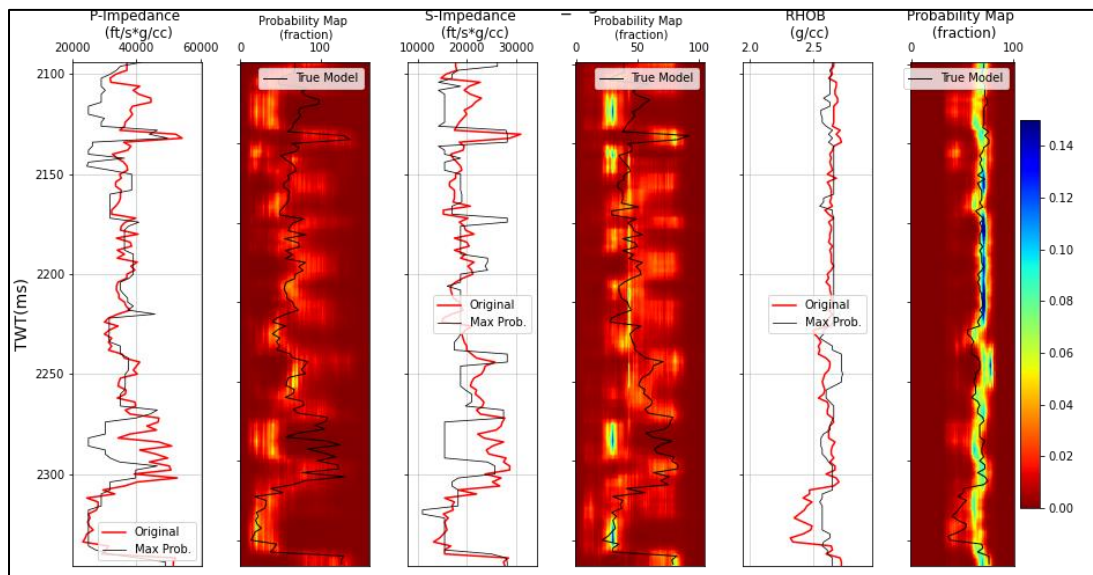 P-Impedance
(ft/s*g/cc)
20000 40000 60000
Probability Map
(fraction)
0 100
S-Impedance
(ft/s*g/cc)
10000 20000 30000
Probability Map
(fraction)
0 50 100
RHOB
(g/cc)
2.0 2.5
Probability Map
(fraction)
0 100
TWT(ms)
2100
2150
2200
2250
2300
Original
Max Prob.
True Model
Original
Max Prob.
True Model
Original
Max Prob.
True Model
0.14
0.12
0.10
0.08
0.06
0.04
0.02
0.00